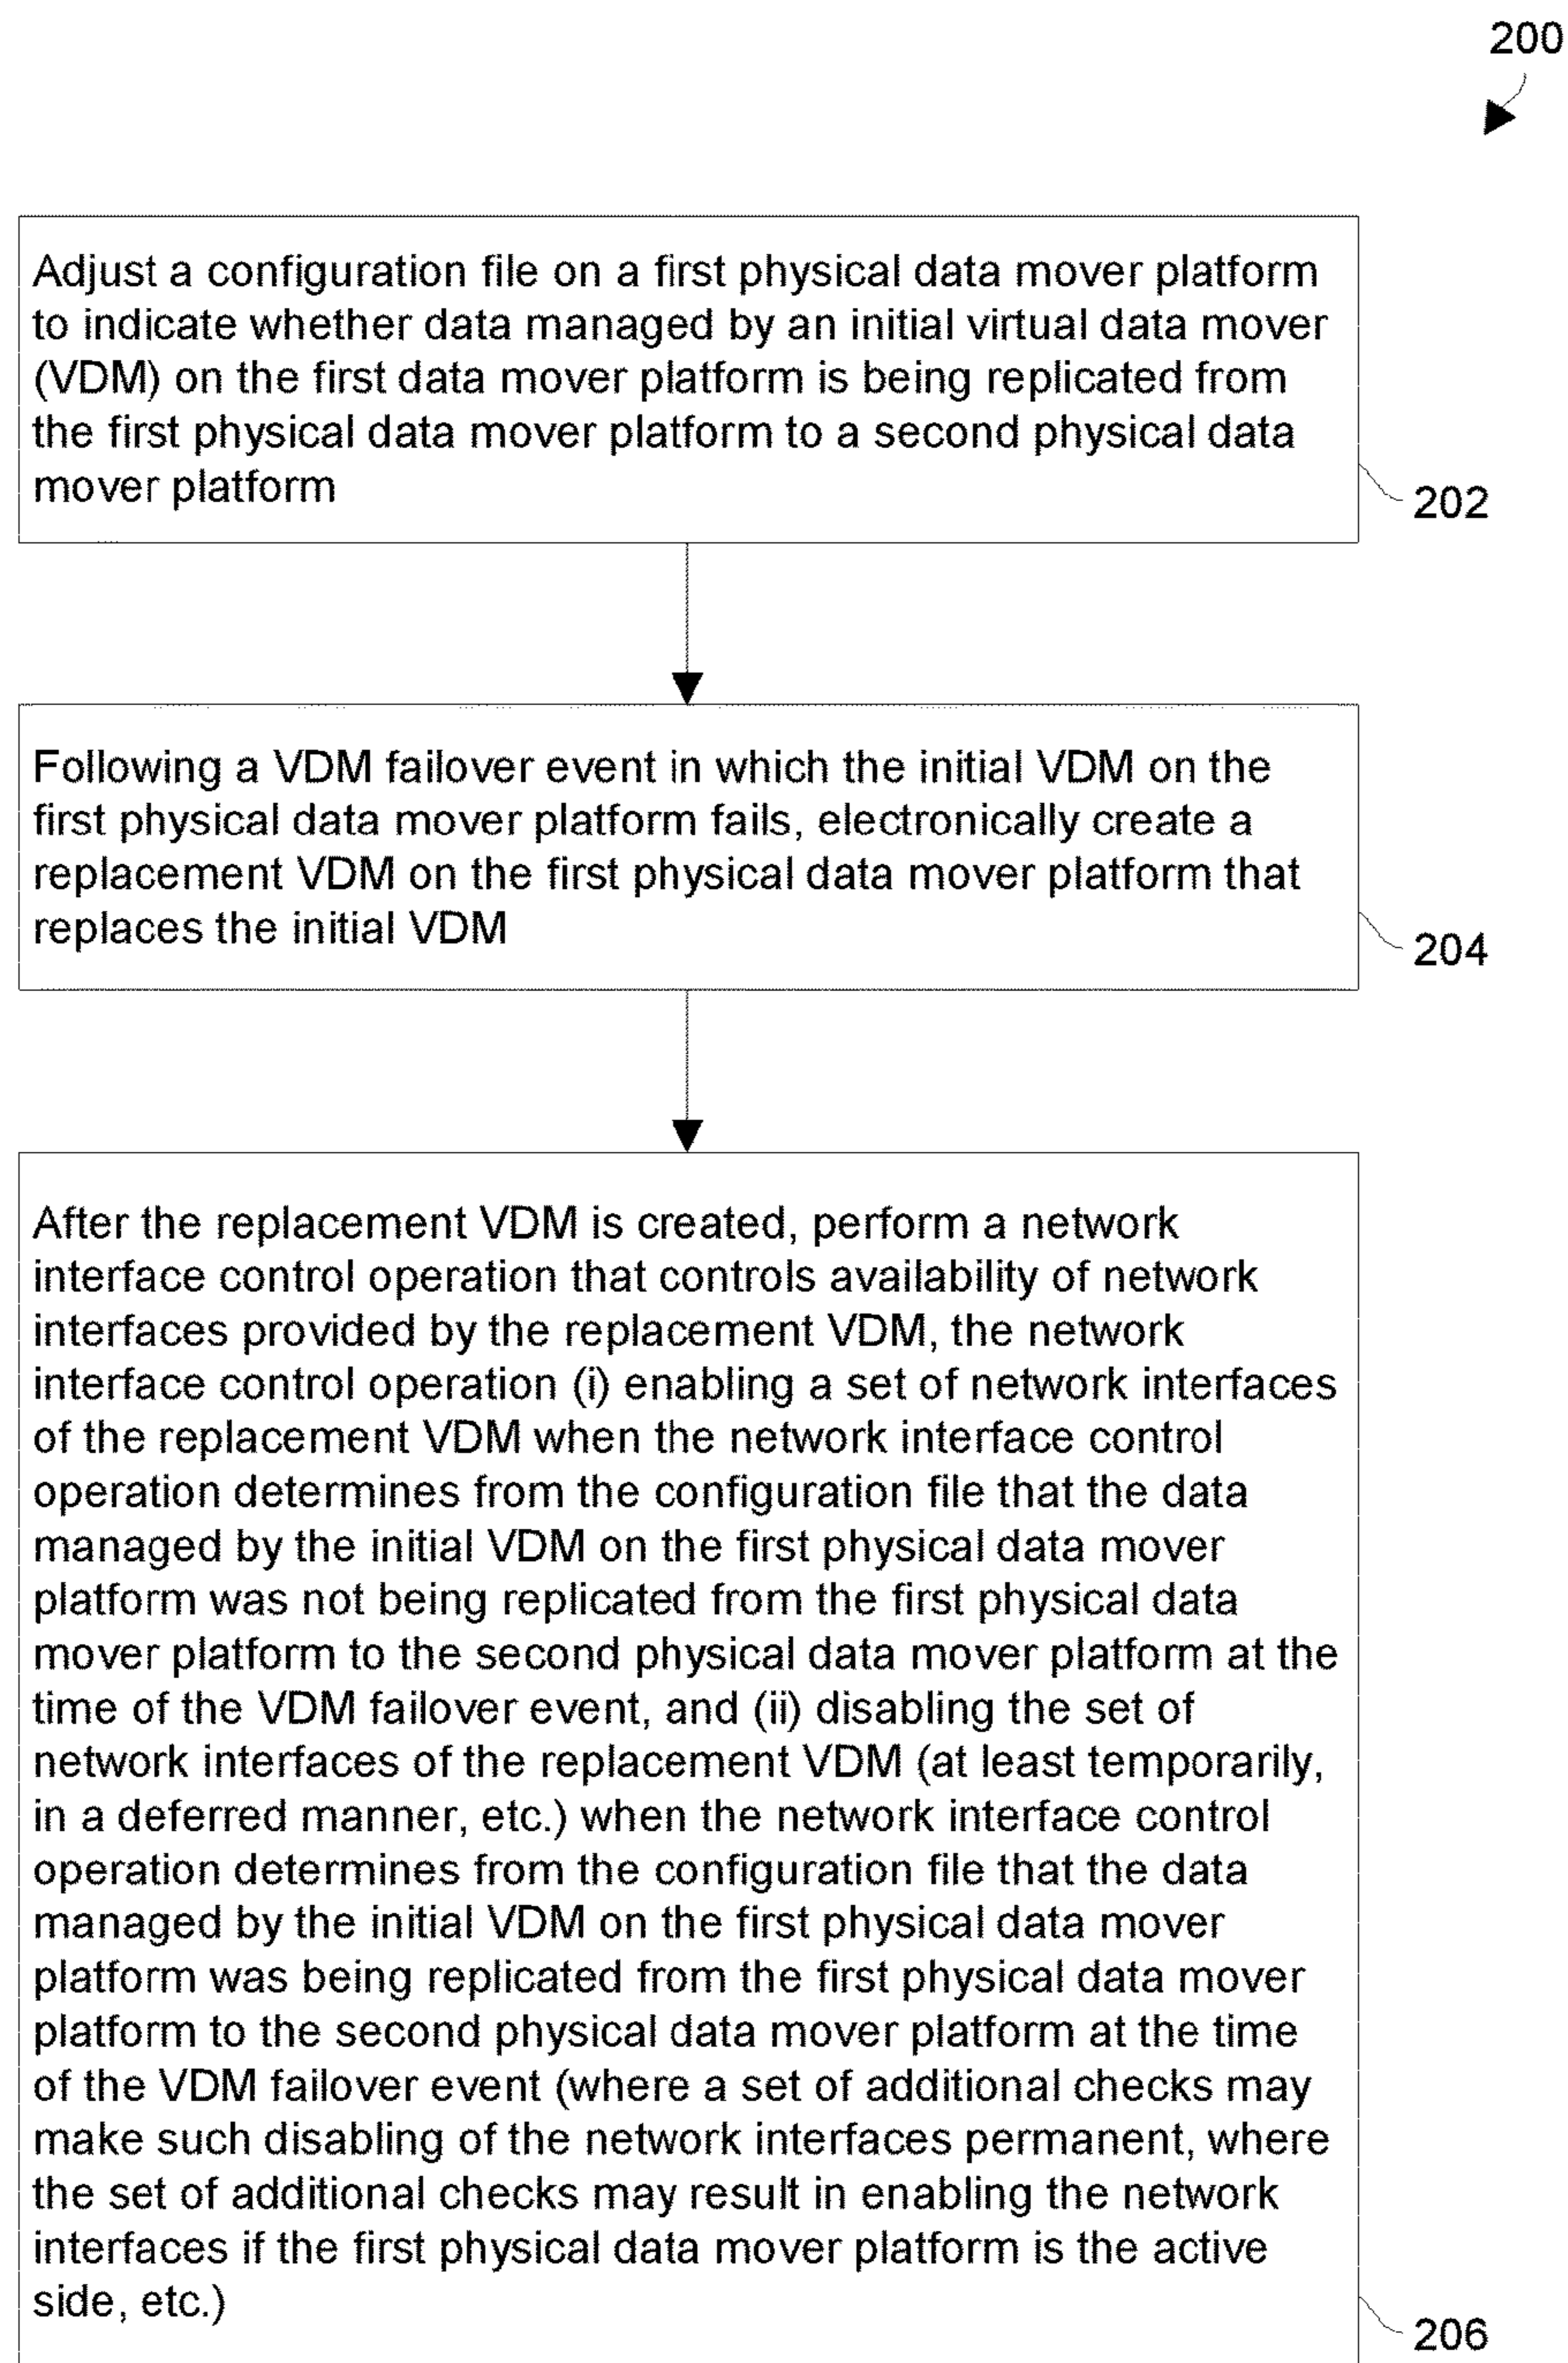 200
Adjust a configuration file on a first physical data mover platform
to indicate whether data managed by an initial virtual data mover
(VDM) on the first data mover platform is being replicated from
the first physical data mover platform to a second physical data
mover platform
202
Following a VDM failover event in which the initial VDM on the
first physical data mover platform fails, electronically create a
replacement VDM on the first physical data mover platform that
replaces the initial VDM
204
After the replacement VDM is created, perform a network
interface control operation that controls availability of network
interfaces provided by the replacement VDM, the network
interface control operation (i) enabling a set of network interfaces
of the replacement VDM when the network interface control
operation determines from the configuration file that the data
managed by the initial VDM on the first physical data mover
platform was not being replicated from the first physical data
mover platform to the second physical data mover platform at the
time of the VDM failover event, and (ii) disabling the set of
network interfaces of the replacement VDM (at least temporarily,
in a deferred manner, etc.) when the network interface control
operation determines from the configuration file that the data
managed by the initial VDM on the first physical data mover
platform was being replicated from the first physical data mover
platform to the second physical data mover platform at the time
of the VDM failover event (where a set of additional checks may
make such disabling of the network interfaces permanent, where
the set of additional checks may result in enabling the network
interfaces if the first physical data mover platform is the active
side, etc.)
206